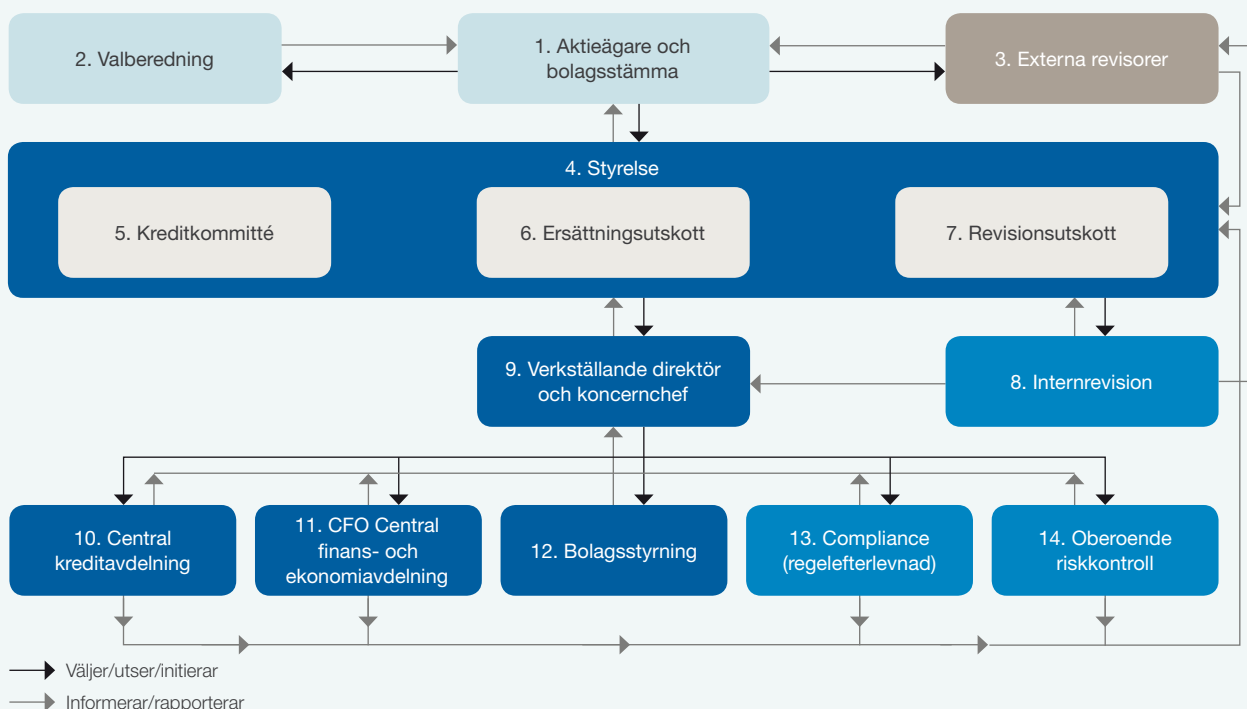 2. Valberedning
1. Aktieägare och
bolagsstämma
3. Externa revisorer
4. Styrelse
5. Kreditkommitté
6. Ersättningsutskott
7. Revisionsutskott
9. Verkställande direktör
och koncernchef
8. Internrevision
10. Central
kreditavdelning
11. CFO Central
finans- och
ekonomiavdelning
12. Bolagsstyrning
13. Compliance
(regelefterlevnad)
14. Oberoende
riskkontroll
Väljer/utser/initierar
Informerar/rapporterar